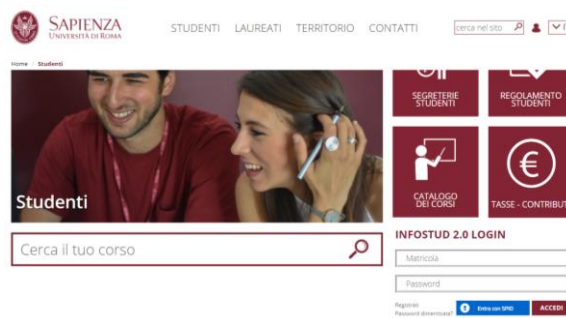 SAPIENZA
UNIVERSITÀ DI ROMA
STUDENTI LAUREATI TERRITORIO CONTATTI
cerca nel sito
Home / Studenti
SEGRETERIE
STUDENTI
REGOLAMENTO
STUDENTI
Studenti
CATALOGO
DEI CORSI
€
TASSE - CONTRIBUT
Cerca il tuo corso
INFOSTUD 2.0 LOGIN
Matricola
Password
Registrati
Password dimenticata?
Entra con SPID
ACCEDI